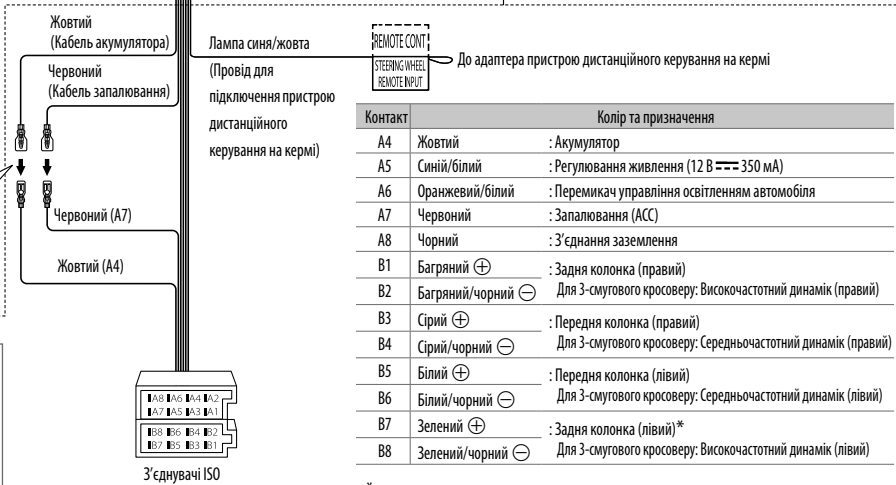 Жовтий
(Кабель акумулятора)
Червоний
(Кабель запалювання)
Червоний (A7)
Жовтий (A4)
Лампа синя/жовта
(Провід для
підключення пристрою
дистанційного
керування на кермі)
REMOTE CONT
STEERING WHEEL
REMOTE INPUT
До адаптера пристрою дистанційного керування на кермі
A8 A6 A4 A2
A7 A5 A3 A1
B8 B6 B4 B2
B7 B5 B3 B1
З’єднувачі ISO
Контакт Колір та призначення
A4 Жовтий : Акумулятор
A5 Синій/білий : Регулювання живлення (12 В ⎓ 350 мА)
A6 Оранжевий/білий : Перемикач управління освітленням автомобіля
A7 Червоний : Запалювання (ACC)
A8 Чорний : З’єднання заземлення
B1 Багряний ⊕ : Задня колонка (правий)
B2 Багряний/чорний ⊖ Для 3-смугового кросоверу: Високочастотний динамік (правий)
B3 Сірий ⊕ : Передня колонка (правий)
B4 Сірий/чорний ⊖ Для 3-смугового кросоверу: Середньочастотний динамік (правий)
B5 Білий ⊕ : Передня колонка (лівий)
B6 Білий/чорний ⊖ Для 3-смугового кросоверу: Середньочастотний динамік (лівий)
B7 Зелений ⊕ : Задня колонка (лівий)*
B8 Зелений/чорний ⊖ Для 3-смугового кросоверу: Високочастотний динамік (лівий)